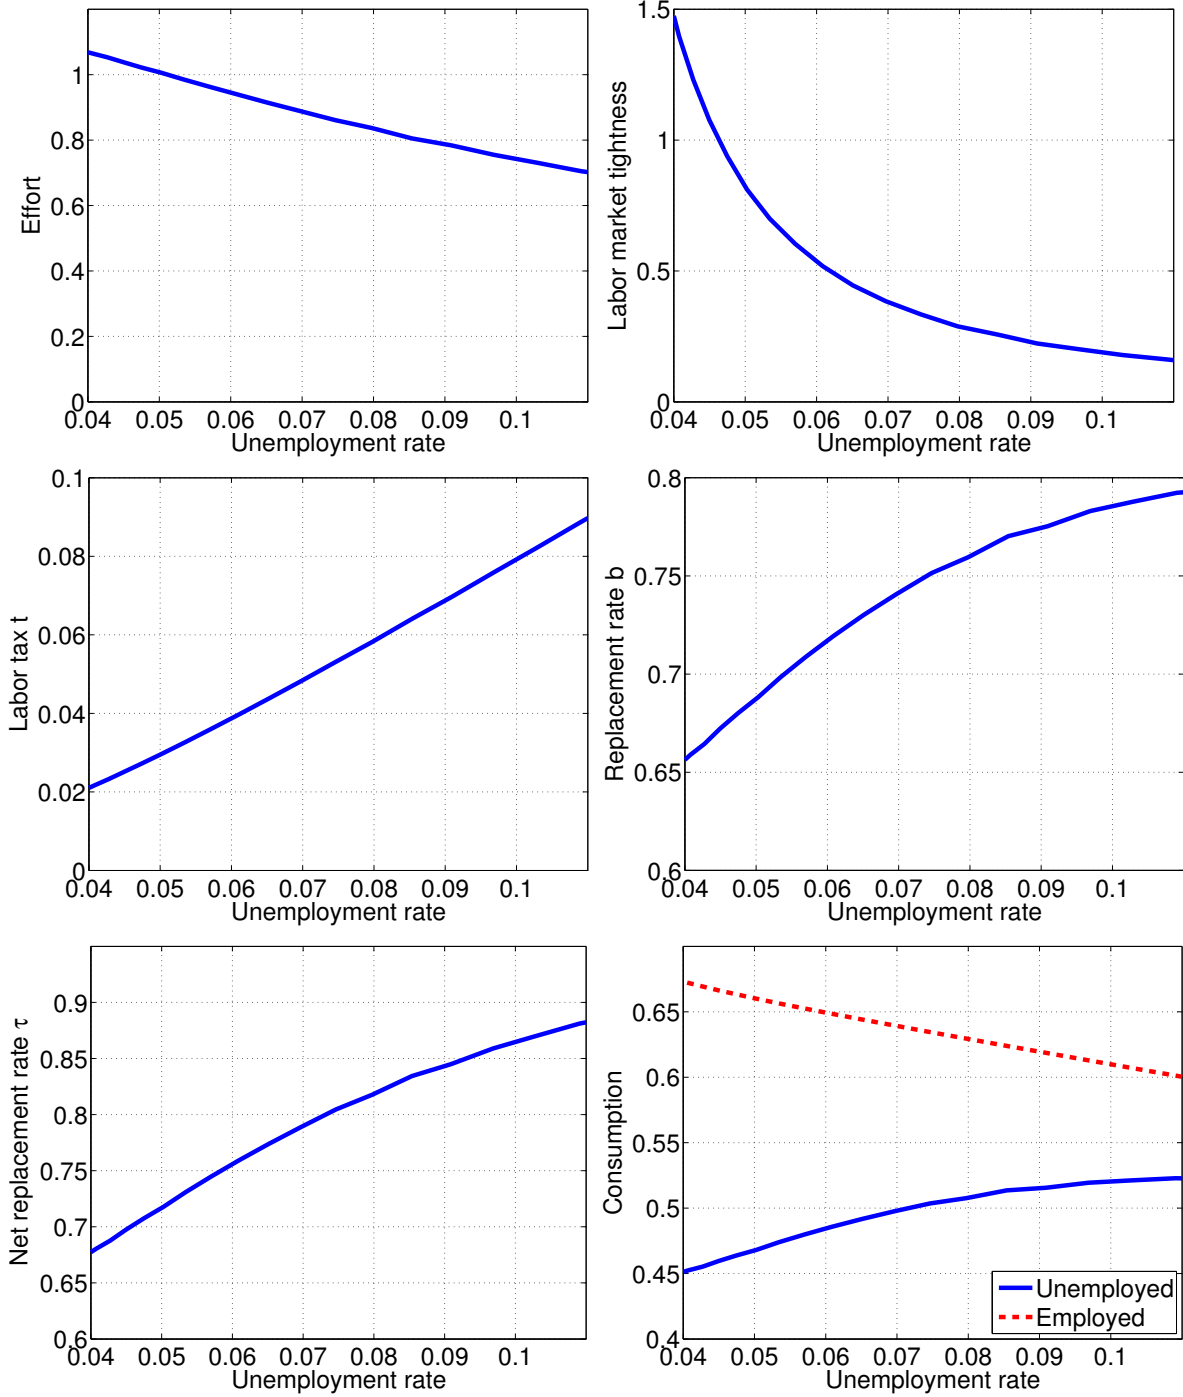 1
0.8
0.6
0.4
0.2
0
Effort
0.04 0.05 0.06 0.07 0.08 0.09 0.1
Unemployment rate
1.5
1
0.5
0
Labor market tightness
0.04 0.05 0.06 0.07 0.08 0.09 0.1
Unemployment rate
0.1
0.08
0.06
0.04
0.02
0
Labor tax t
0.04 0.05 0.06 0.07 0.08 0.09 0.1
Unemployment rate
0.8
0.75
0.7
0.65
0.6
Replacement rate b
0.04 0.05 0.06 0.07 0.08 0.09 0.1
Unemployment rate
0.9
0.85
0.8
0.75
0.7
0.65
0.6
Net replacement rate τ
0.04 0.05 0.06 0.07 0.08 0.09 0.1
Unemployment rate
0.65
0.6
0.55
0.5
0.45
0.4
Consumption
Unemployed
Employed
0.04 0.05 0.06 0.07 0.08 0.09 0.1
Unemployment rate